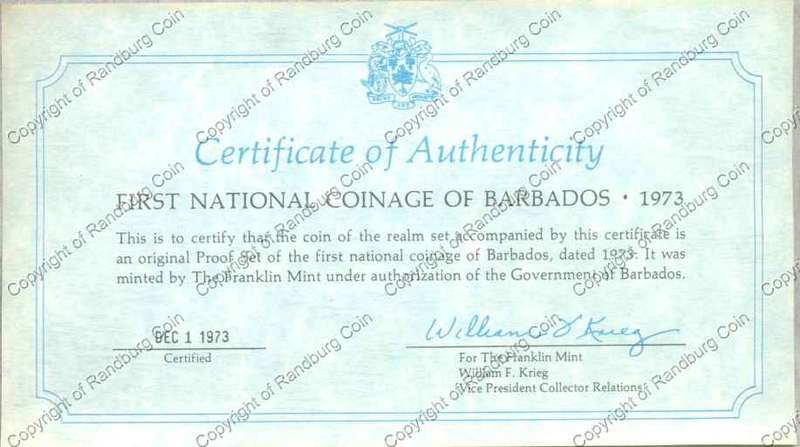 Certificate of Authenticity
FIRST NATIONAL COINAGE OF BARBADOS · 1973
This is to certify that the coin of the realm set accompanied by this certificate is
an original Proof Set of the first national coinage of Barbados, dated 1973. It was
minted by The Franklin Mint under authorization of the Government of Barbados.
DEC 1 1973
Certified
William F Krieg
For The Franklin Mint
William F. Krieg
Vice President Collector Relations
Copyright of Randburg Coin